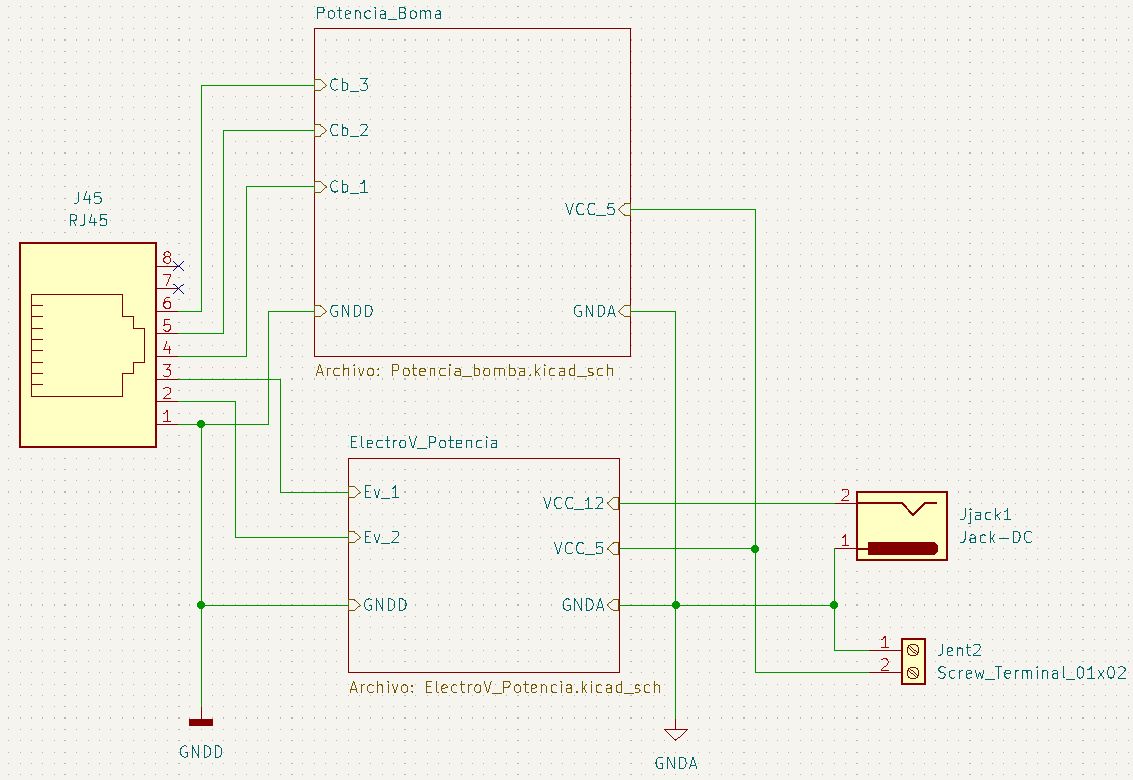 Potencia_Boma
Cb_3
Cb_2
Cb_1
VCC_5
GNDD
GNDA
Archivo: Potencia_bomba.kicad_sch
J45
RJ45
8
7
6
5
4
3
2
1
ElectroV_Potencia
Ev_1
Ev_2
GNDD
VCC_12
VCC_5
GNDA
Archivo: ElectroV_Potencia.kicad_sch
2
1
Jjack1
Jack-DC
1
2
Jent2
Screw_Terminal_01x02
GNDD
GNDA